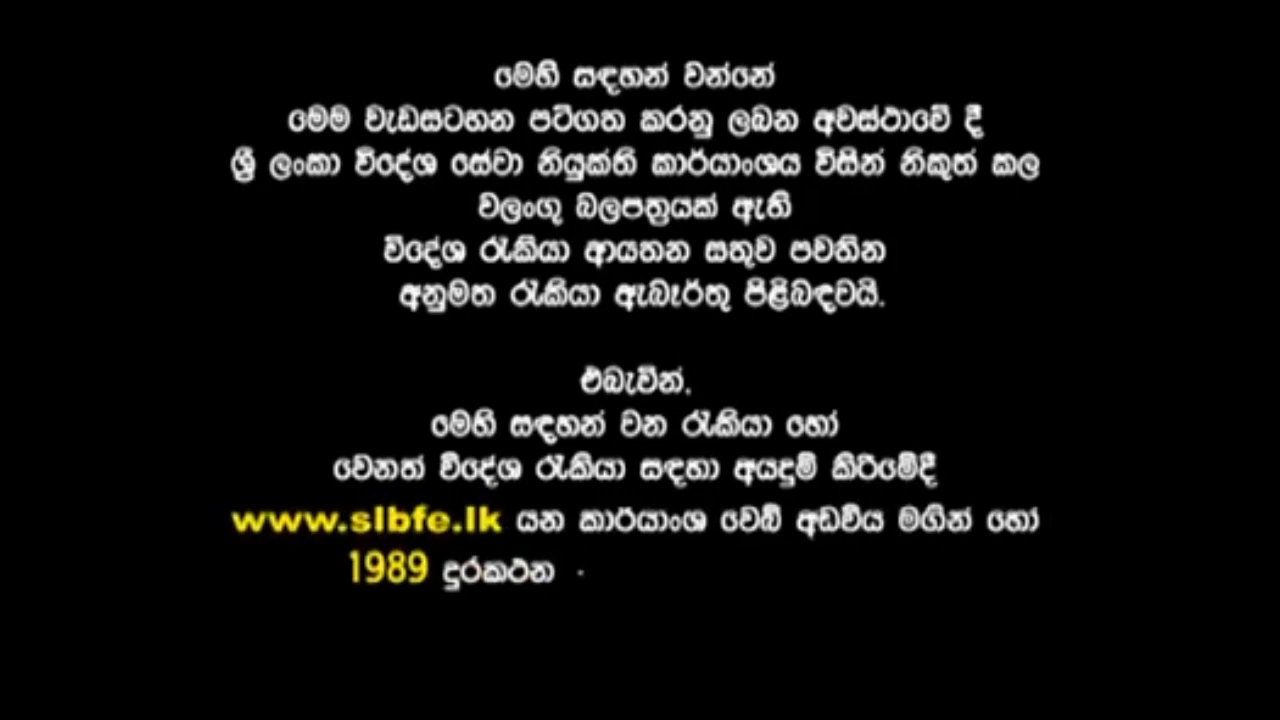 මෙහි සඳහන් වන්නේ
මෙම වැඩසටහන පටිගත කරනු ලබන අවස්ථාවේ දී
ශ්‍රී ලංකා විදේශ සේවා නියුක්ති කාර්යාංශය විසින් නිකුත් කල
වලංගු බලපත්‍රයක් ඇති
විදේශ රැකියා ආයතන සතුව පවතින
අනුමත රැකියා ඇබෑර්තු පිළිබඳවයි.
එබැවින්,
මෙහි සඳහන් වන රැකියා හෝ
වෙනත් විදේශ රැකියා සඳහා අයදුම් කිරීමේදී
www.slbfe.lk යන කාර්යාංශ වෙබ් අඩවිය මගින් හෝ
1989 දුරකථන